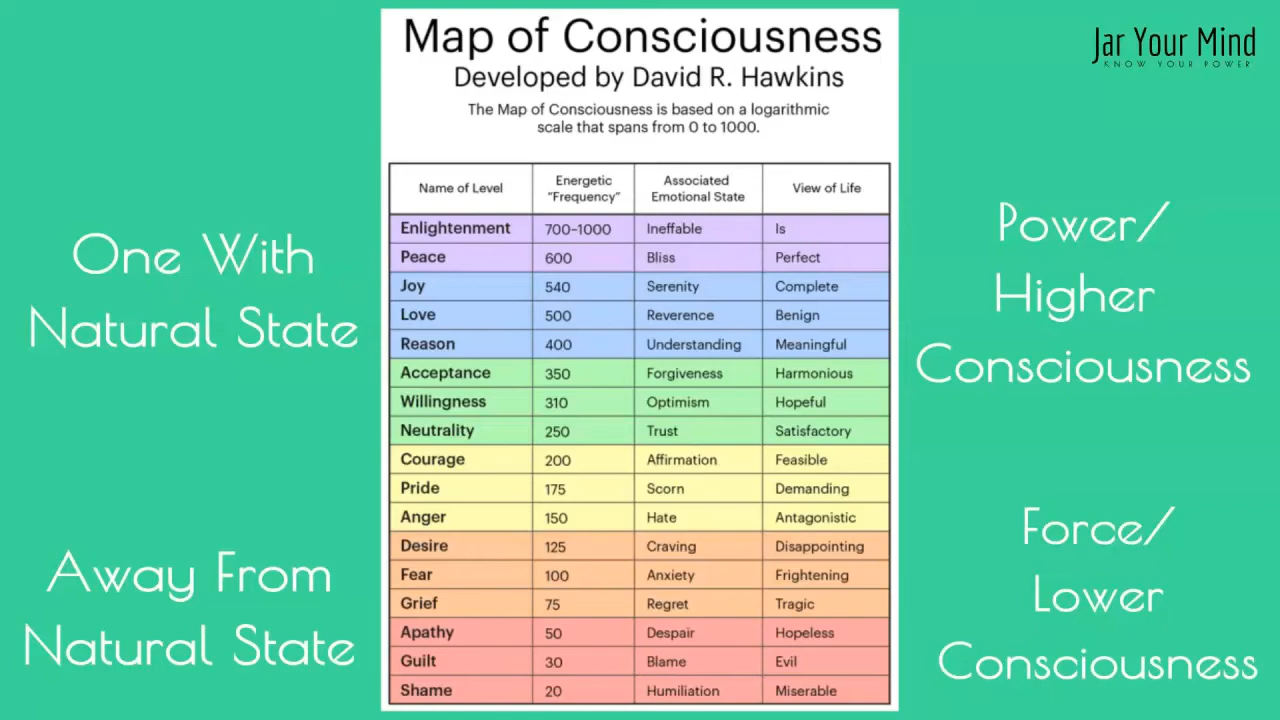 Map of Consciousness
Developed by David R. Hawkins
The Map of Consciousness is based on a logarithmic
scale that spans from 0 to 1000.
Jar Your Mind
KNOW YOUR POWER
One With
Natural State
Away From
Natural State
Name of Level Energetic "Frequency" Associated Emotional State View of Life
Enlightenment 700–1000 Ineffable Is
Peace 600 Bliss Perfect
Joy 540 Serenity Complete
Love 500 Reverence Benign
Reason 400 Understanding Meaningful
Acceptance 350 Forgiveness Harmonious
Willingness 310 Optimism Hopeful
Neutrality 250 Trust Satisfactory
Courage 200 Affirmation Feasible
Pride 175 Scorn Demanding
Anger 150 Hate Antagonistic
Desire 125 Craving Disappointing
Fear 100 Anxiety Frightening
Grief 75 Regret Tragic
Apathy 50 Despair Hopeless
Guilt 30 Blame Evil
Shame 20 Humiliation Miserable
Power/
Higher
Consciousness
Force/
Lower
Consciousness